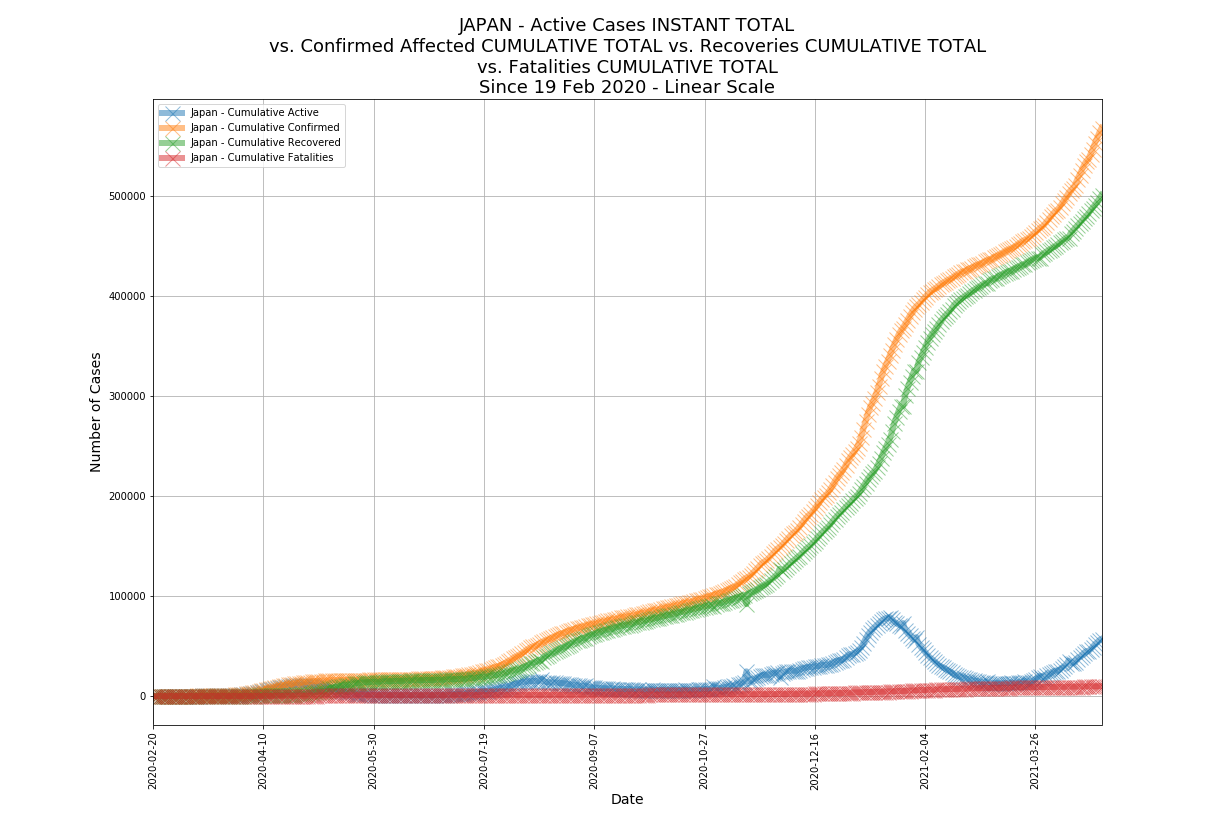 JAPAN - Active Cases INSTANT TOTAL
vs. Confirmed Affected CUMULATIVE TOTAL vs. Recoveries CUMULATIVE TOTAL
vs. Fatalities CUMULATIVE TOTAL
Since 19 Feb 2020 - Linear Scale
Japan - Cumulative Active
Japan - Cumulative Confirmed
Japan - Cumulative Recovered
Japan - Cumulative Fatalities
Number of Cases
500000
400000
300000
200000
100000
0
2020-02-20
2020-04-10
2020-05-30
2020-07-19
2020-09-07
2020-10-27
2020-12-16
2021-02-04
2021-03-26
Date